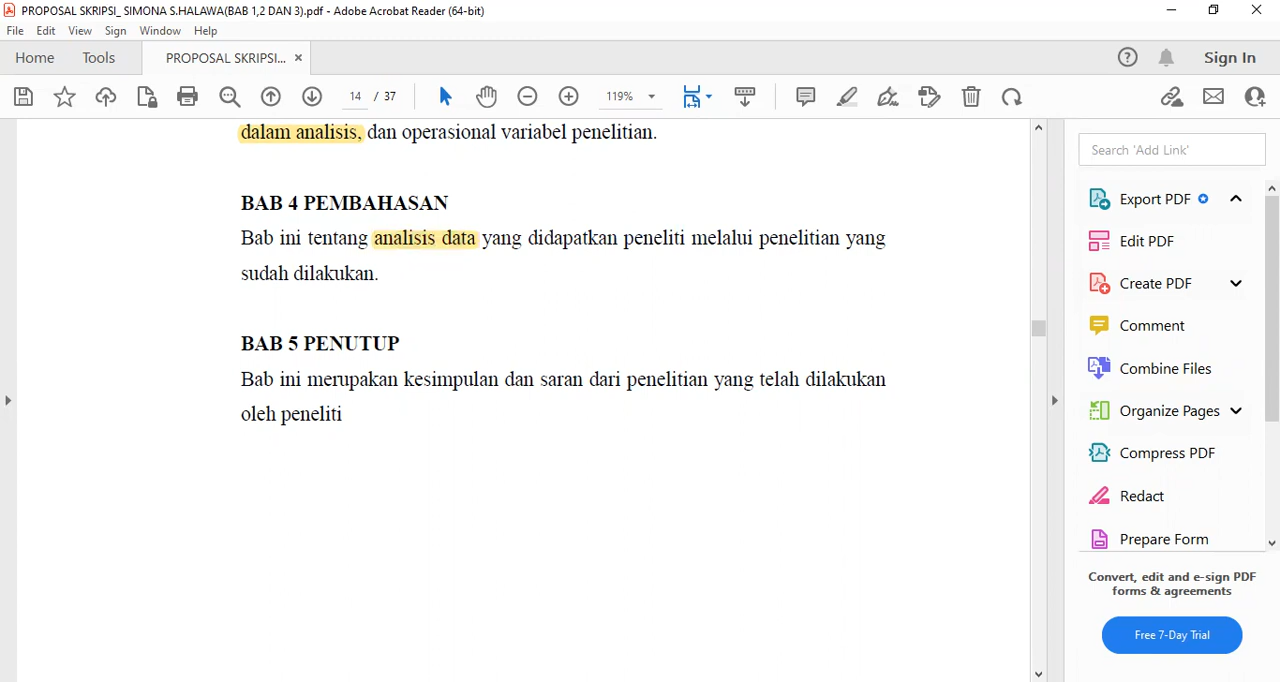 PROPOSAL SKRIPSI_ SIMONA S.HALAWA(BAB 1,2 DAN 3).pdf - Adobe Acrobat Reader (64-bit)
File Edit View Sign Window Help
Home Tools PROPOSAL SKRIPSI... × Sign In
14 / 37 119%
dalam analisis, dan operasional variabel penelitian.
BAB 4 PEMBAHASAN
Bab ini tentang analisis data yang didapatkan peneliti melalui penelitian yang
sudah dilakukan.
BAB 5 PENUTUP
Bab ini merupakan kesimpulan dan saran dari penelitian yang telah dilakukan
oleh peneliti
Search 'Add Link'
Export PDF
Edit PDF
Create PDF
Comment
Combine Files
Organize Pages
Compress PDF
Redact
Prepare Form
Convert, edit and e-sign PDF
forms & agreements
Free 7-Day Trial